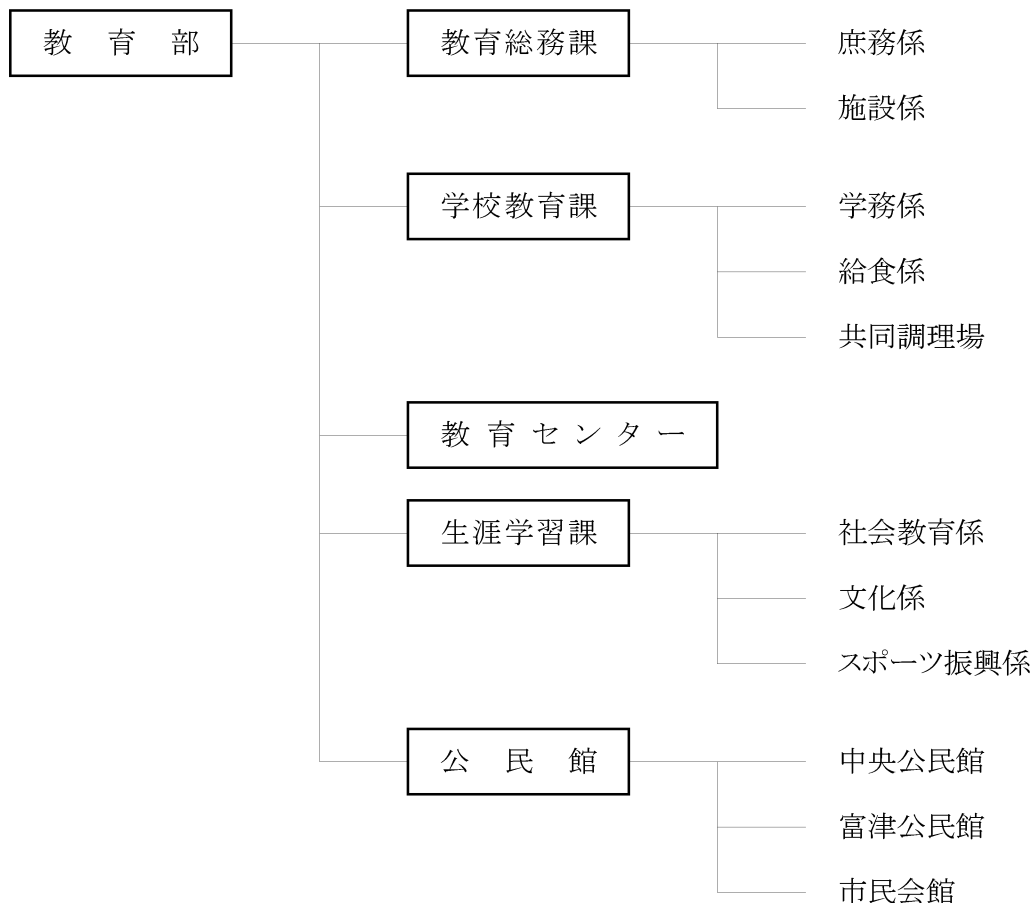 教育部
教育総務課
庶務係
施設係
学校教育課
学務係
給食係
共同調理場
教育センター
生涯学習課
社会教育係
文化係
スポーツ振興係
公民館
中央公民館
富津公民館
市民会館